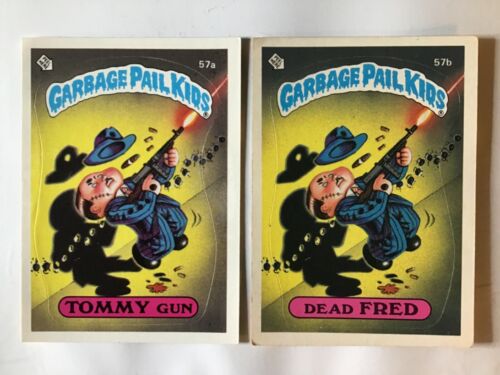 57a
GARBAGE PAIL KIDS®
TOMMY GUN
57b
GARBAGE PAIL KIDS®
DEAD FRED